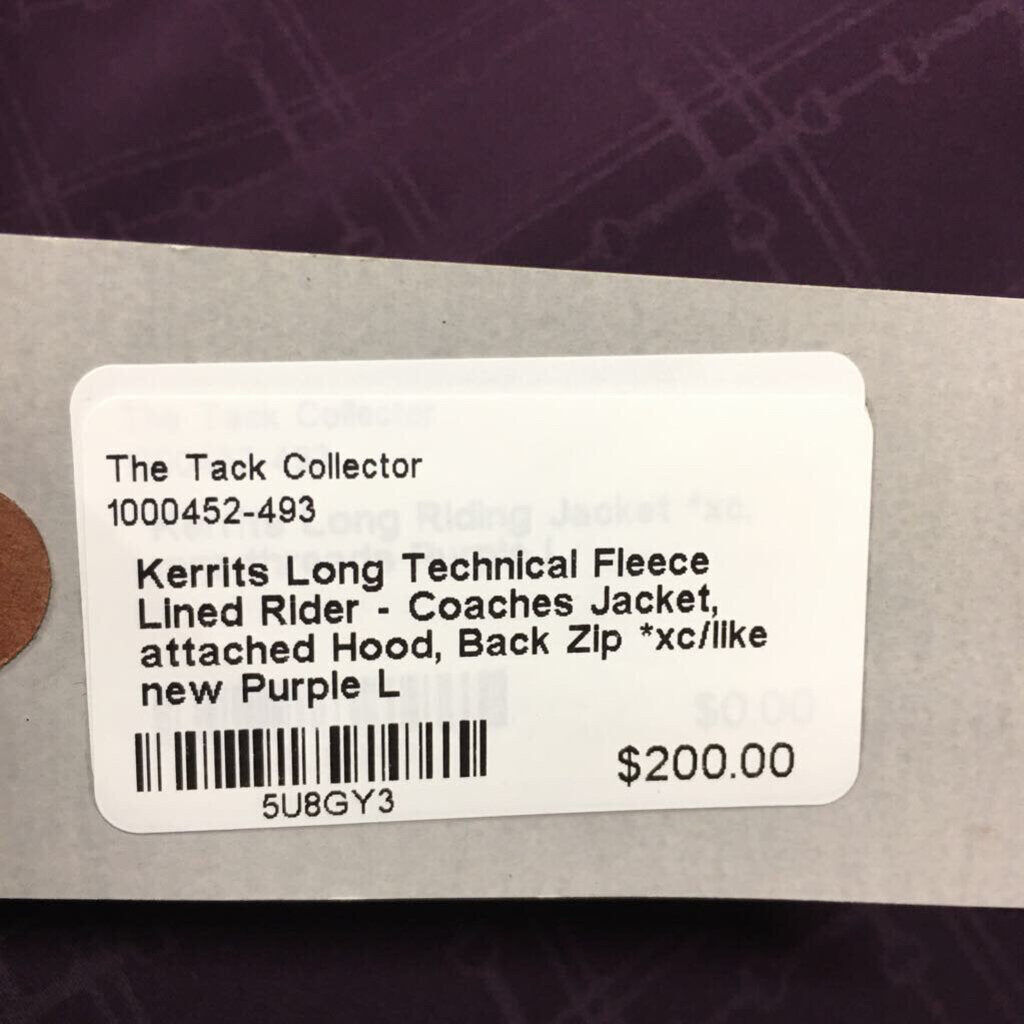 The Tack Collector
1000452-493
Kerrits Long Technical Fleece
Lined Rider - Coaches Jacket,
attached Hood, Back Zip *xc/like
new Purple L
5U8GY3
$200.00